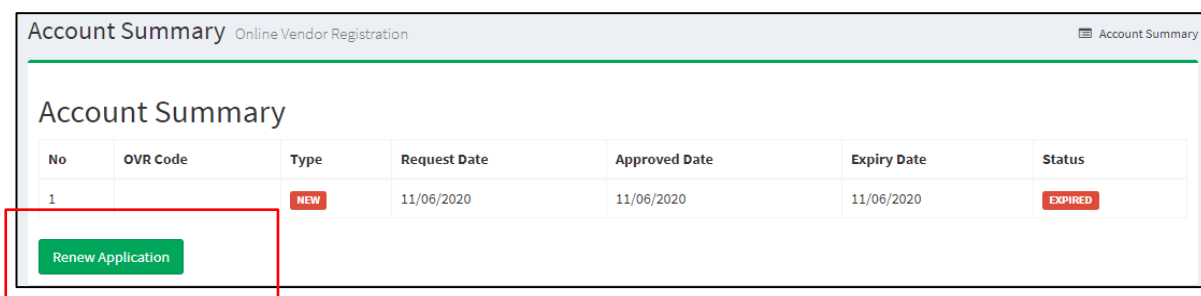 Account Summary Online Vendor Registration Account Summary
Account Summary
No OVR Code Type Request Date Approved Date Expiry Date Status
1 NEW 11/06/2020 11/06/2020 11/06/2020 EXPIRED
Renew Application